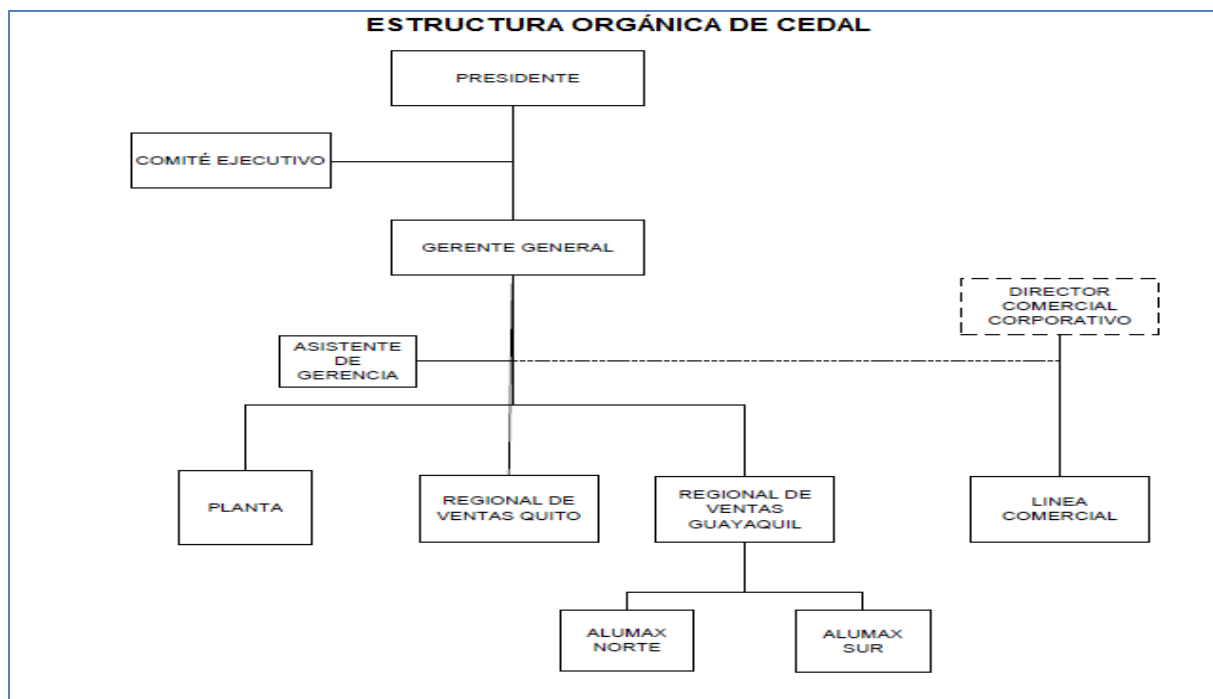 ESTRUCTURA ORGÁNICA DE CEDAL
PRESIDENTE
COMITÉ EJECUTIVO
GERENTE GENERAL
DIRECTOR
COMERCIAL
CORPORATIVO
ASISTENTE
DE
GERENCIA
PLANTA
REGIONAL DE
VENTAS QUITO
REGIONAL DE
VENTAS
GUAYAQUIL
LINEA
COMERCIAL
ALUMAX
NORTE
ALUMAX
SUR